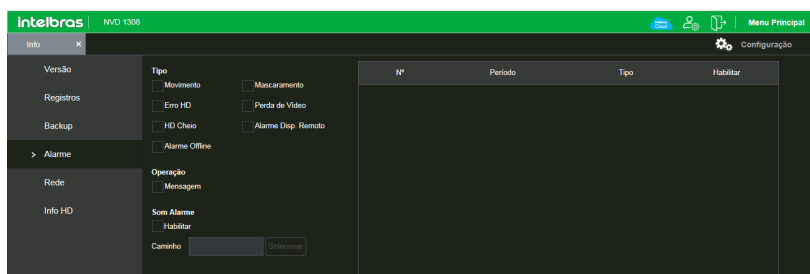 intelbras NVD 1308 Menu Principal
Info × Configuração
Versão
Registros
Backup
> Alarme
Rede
Info HD
Tipo
Movimento Mascaramento
Erro HD Perda de Vídeo
HD Cheio Alarme Disp. Remoto
Alarme Offline
Operação
Mensagem
Som Alarme
Habilitar
Caminho Selecionar
Nº Período Tipo Habilitar